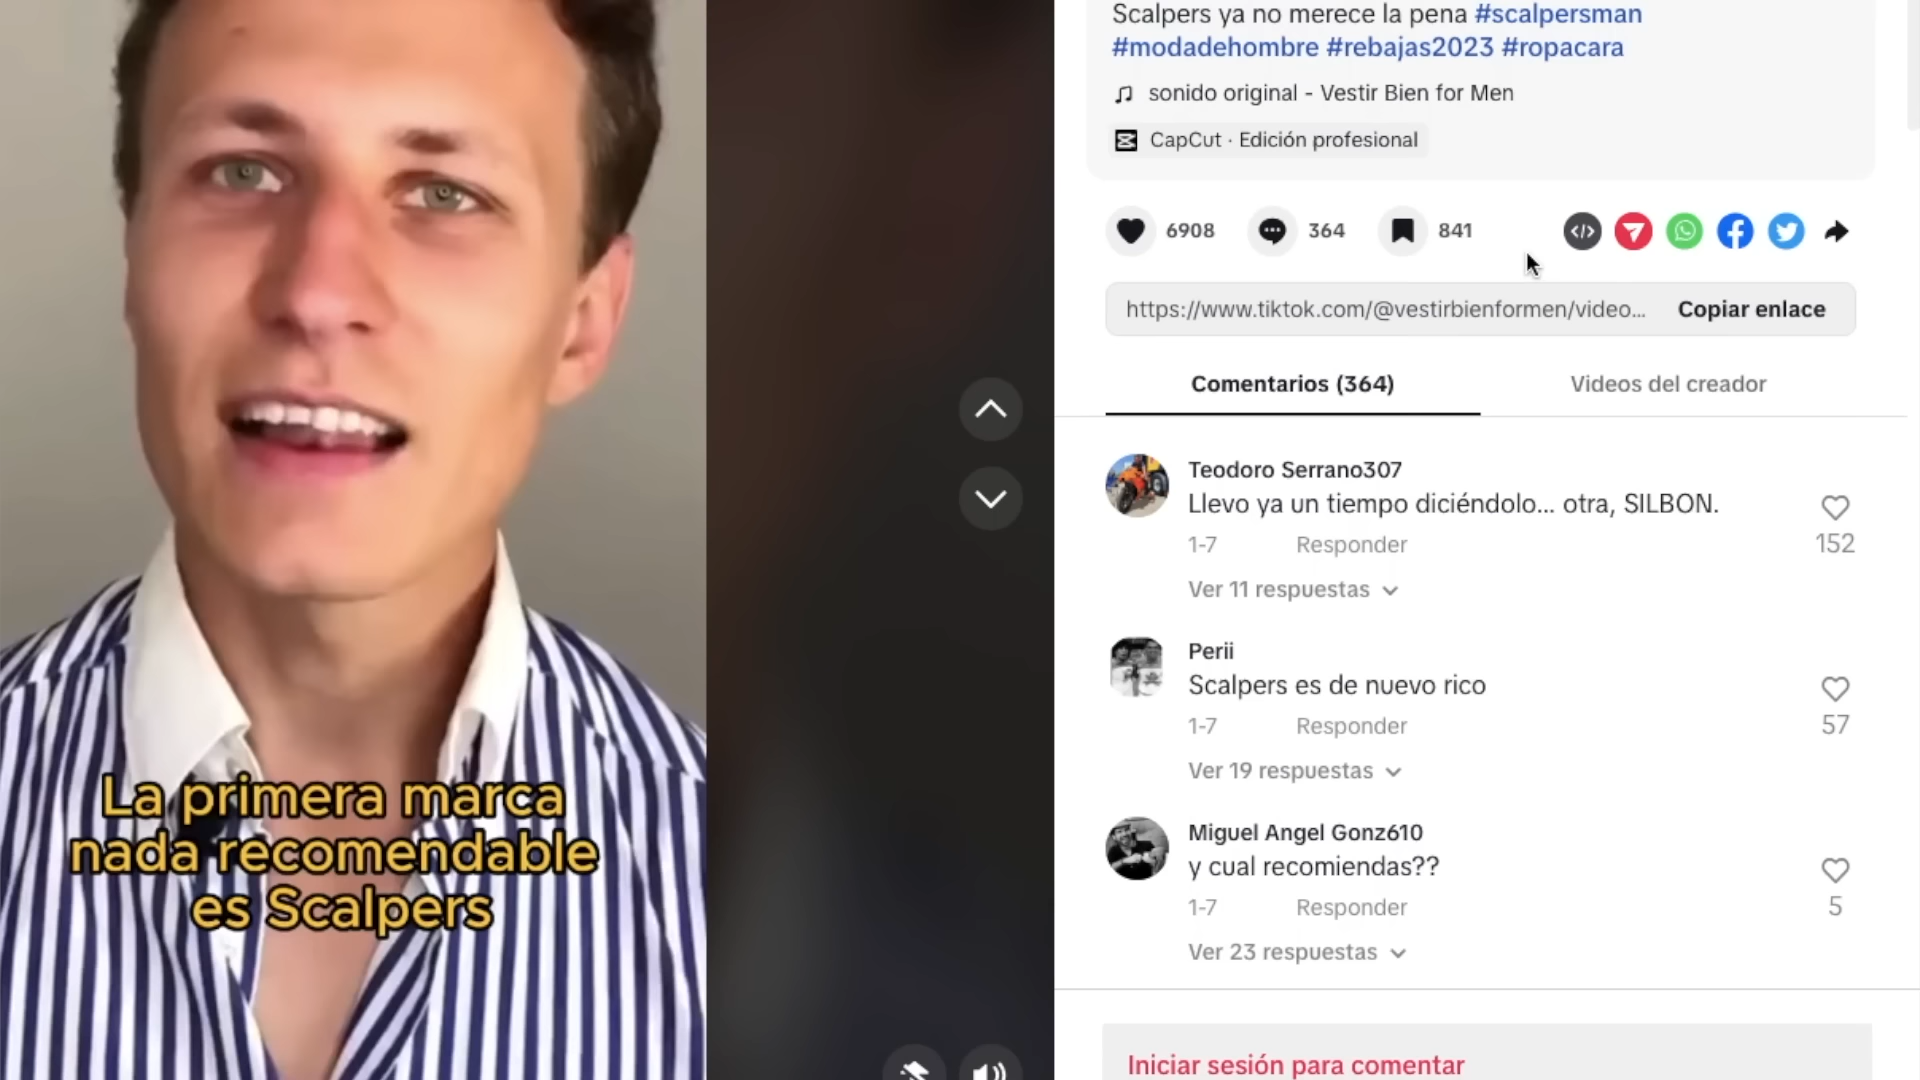 La primera marca
nada recomendable
es Scalpers
Scalpers ya no merece la pena #scalpersman
#modadehombre #rebajas2023 #ropacara
sonido original - Vestir Bien for Men
CapCut · Edición profesional
6908
364
841
https://www.tiktok.com/@vestirbienformen/video...
Copiar enlace
Comentarios (364)
Videos del creador
Teodoro Serrano307
Llevo ya un tiempo diciéndolo... otra, SILBON.
1-7 Responder
152
Ver 11 respuestas
Perii
Scalpers es de nuevo rico
1-7 Responder
57
Ver 19 respuestas
Miguel Angel Gonz610
y cual recomiendas??
1-7 Responder
5
Ver 23 respuestas
Iniciar sesión para comentar